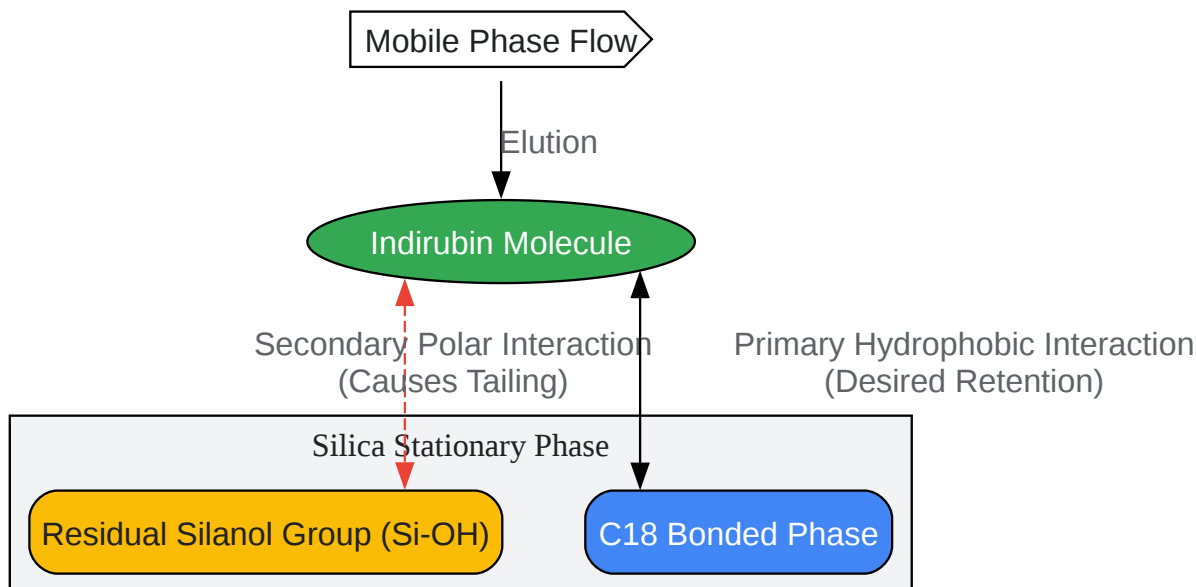 Mobile Phase Flow
Elution
Indirubin Molecule
Secondary Polar Interaction
(Causes Tailing)
Primary Hydrophobic Interaction
(Desired Retention)
Silica Stationary Phase
Residual Silanol Group (Si-OH)
C18 Bonded Phase